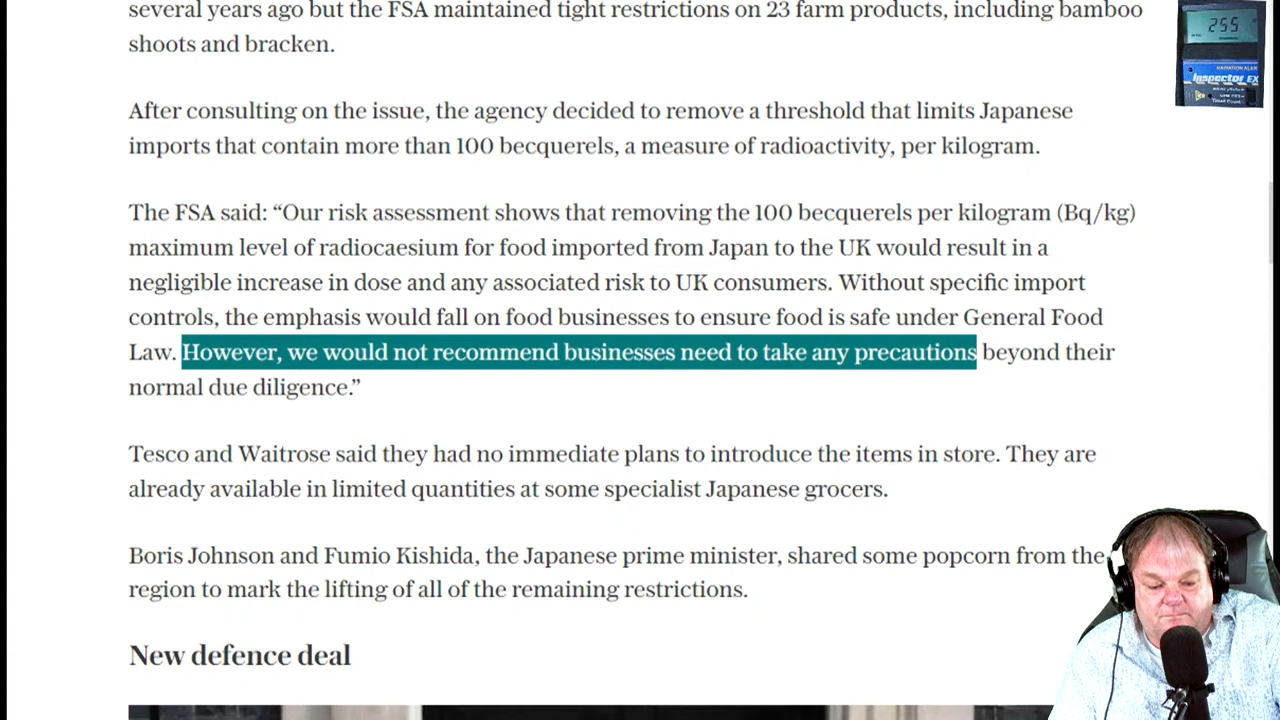 several years ago but the FSA maintained tight restrictions on 23 farm products, including bamboo
shoots and bracken.
255
RADIATION ALERT
Inspector EX
After consulting on the issue, the agency decided to remove a threshold that limits Japanese
imports that contain more than 100 becquerels, a measure of radioactivity, per kilogram.
The FSA said: “Our risk assessment shows that removing the 100 becquerels per kilogram (Bq/kg)
maximum level of radiocaesium for food imported from Japan to the UK would result in a
negligible increase in dose and any associated risk to UK consumers. Without specific import
controls, the emphasis would fall on food businesses to ensure food is safe under General Food
Law. However, we would not recommend businesses need to take any precautions beyond their
normal due diligence.”
Tesco and Waitrose said they had no immediate plans to introduce the items in store. They are
already available in limited quantities at some specialist Japanese grocers.
Boris Johnson and Fumio Kishida, the Japanese prime minister, shared some popcorn from the
region to mark the lifting of all of the remaining restrictions.
New defence deal